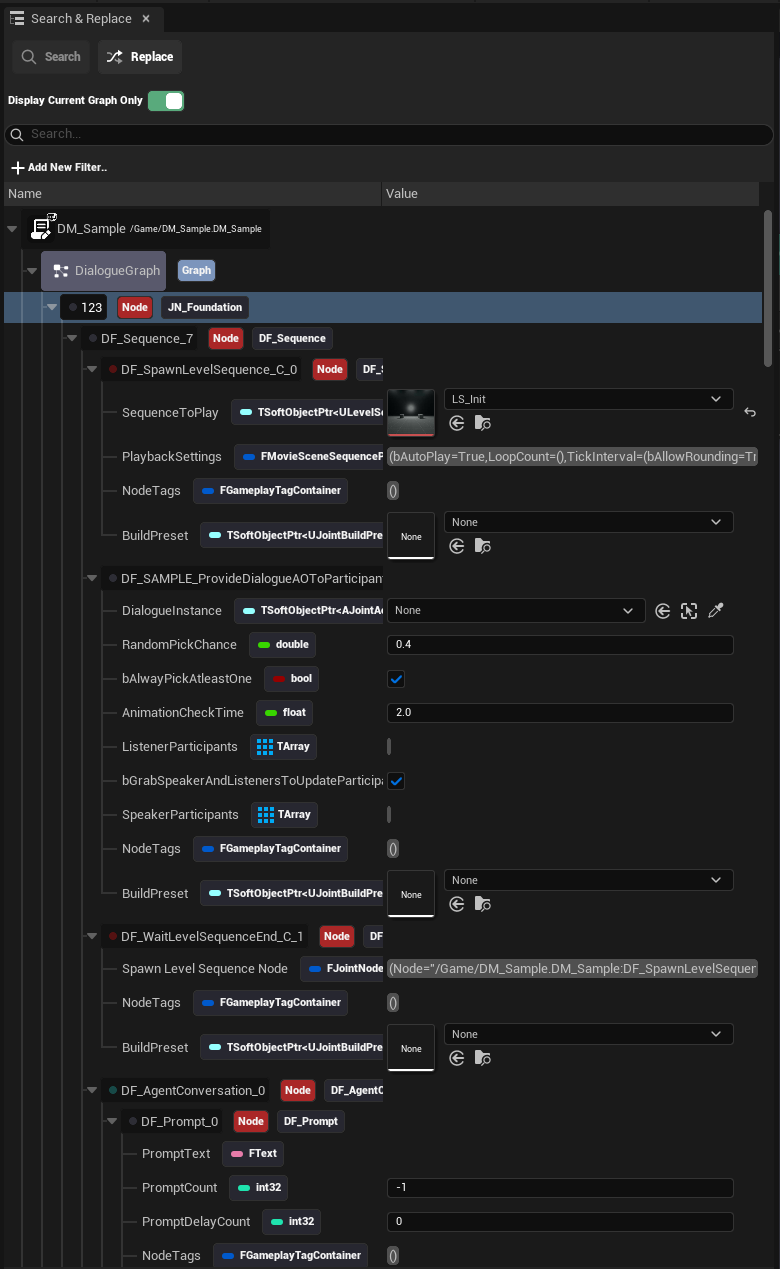 Search & Replace ×
Search Replace
Display Current Graph Only
Search...
Add New Filter..
Name Value
DM_Sample /Game/DM_Sample.DM_Sample
DialogueGraph Graph
123 Node JN_Foundation
DF_Sequence_7 Node DF_Sequence
DF_SpawnLevelSequence_C_0 Node DF_S
SequenceToPlay TSoftObjectPtr<ULevelSe LS_Init
PlaybackSettings FMovieSceneSequenceP (bAutoPlay=True,LoopCount=(),TickInterval=(bAllowRounding=Tr
NodeTags FGameplayTagContainer ()
BuildPreset TSoftObjectPtr<UJointBuildPre None None
DF_SAMPLE_ProvideDialogueAOToParticipan
DialogueInstance TSoftObjectPtr<AJointAc None
RandomPickChance double 0.4
bAlwayPickAtleastOne bool
AnimationCheckTime float 2.0
ListenerParticipants TArray
bGrabSpeakerAndListenersToUpdateParticipa
SpeakerParticipants TArray
NodeTags FGameplayTagContainer ()
BuildPreset TSoftObjectPtr<UJointBuildPre None None
DF_WaitLevelSequenceEnd_C_1 Node DF
Spawn Level Sequence Node FJointNode (Node="/Game/DM_Sample.DM_Sample:DF_SpawnLevelSequer
NodeTags FGameplayTagContainer ()
BuildPreset TSoftObjectPtr<UJointBuildPre None None
DF_AgentConversation_0 Node DF_AgentC
DF_Prompt_0 Node DF_Prompt
PromptText FText
PromptCount int32 -1
PromptDelayCount int32 0
NodeTags FGameplayTagContainer ()